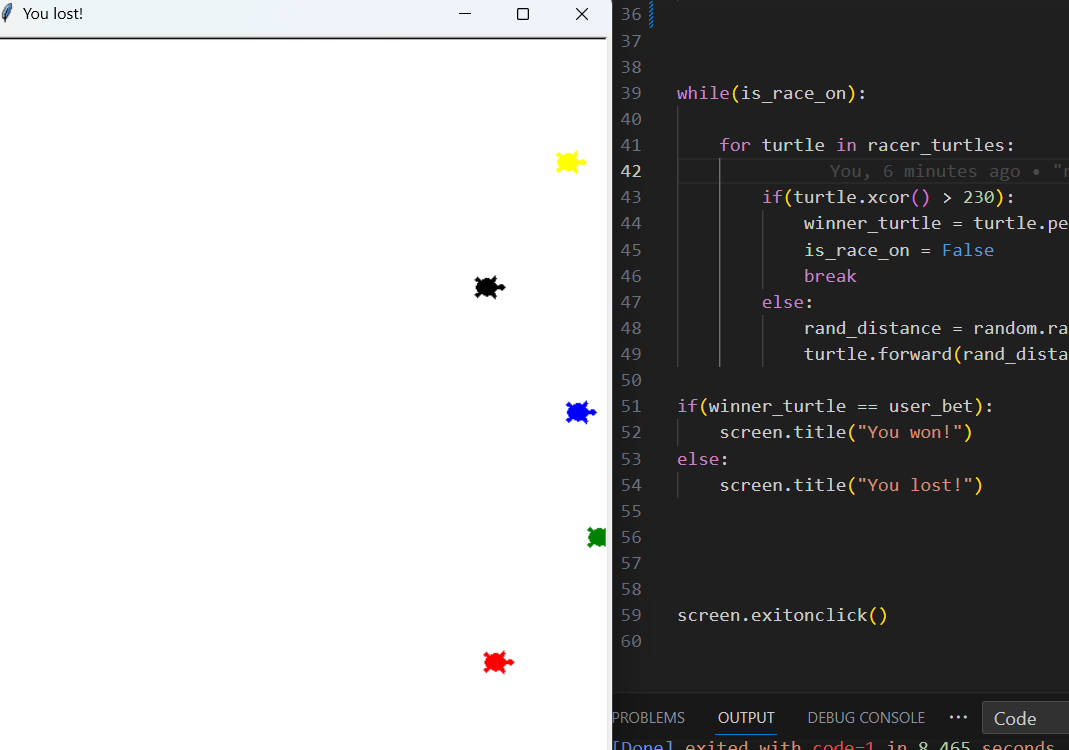 You lost!
36
37
38
39 while(is_race_on):
40
41 for turtle in racer_turtles:
42 You, 6 minutes ago • "r
43 if(turtle.xcor() > 230):
44 winner_turtle = turtle.pe
45 is_race_on = False
46 break
47 else:
48 rand_distance = random.ra
49 turtle.forward(rand_dista
50
51 if(winner_turtle == user_bet):
52 screen.title("You won!")
53 else:
54 screen.title("You lost!")
55
56
57
58
59 screen.exitonclick()
60
PROBLEMS OUTPUT DEBUG CONSOLE ··· Code
[Done] exited with code=1 in 8.465 seconds